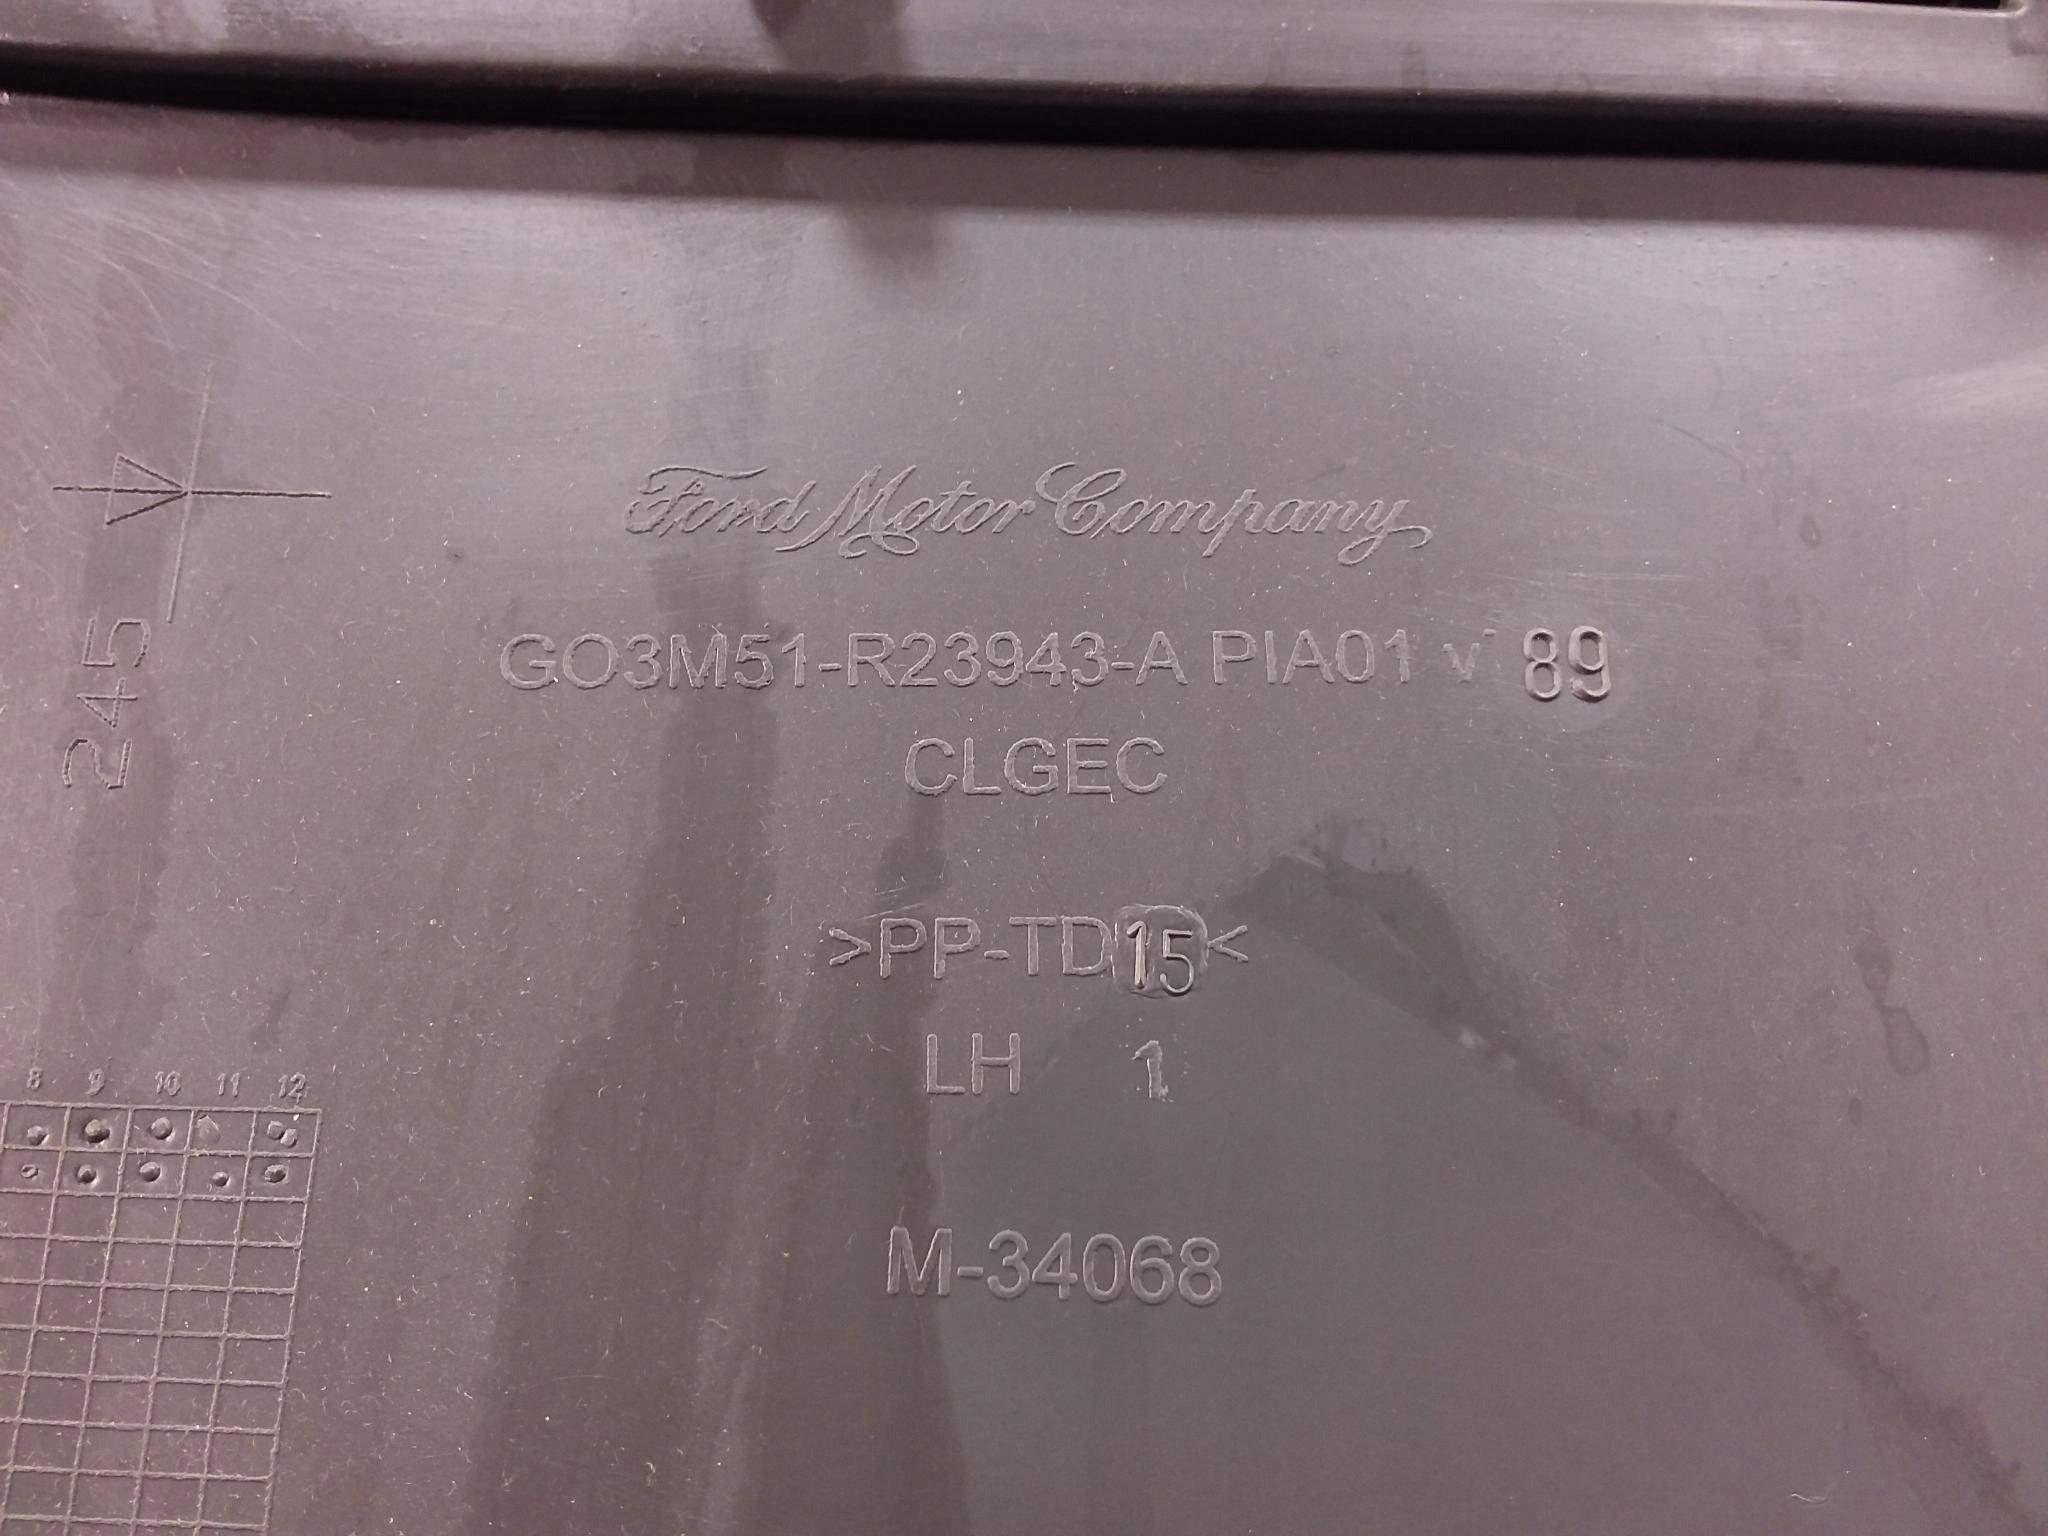 Ford Motor Company
GO3M51-R23943-A PIA01 v 89
CLGEC
>PP-TD15<
LH 1
M-34068
245
8 9 10 11 12